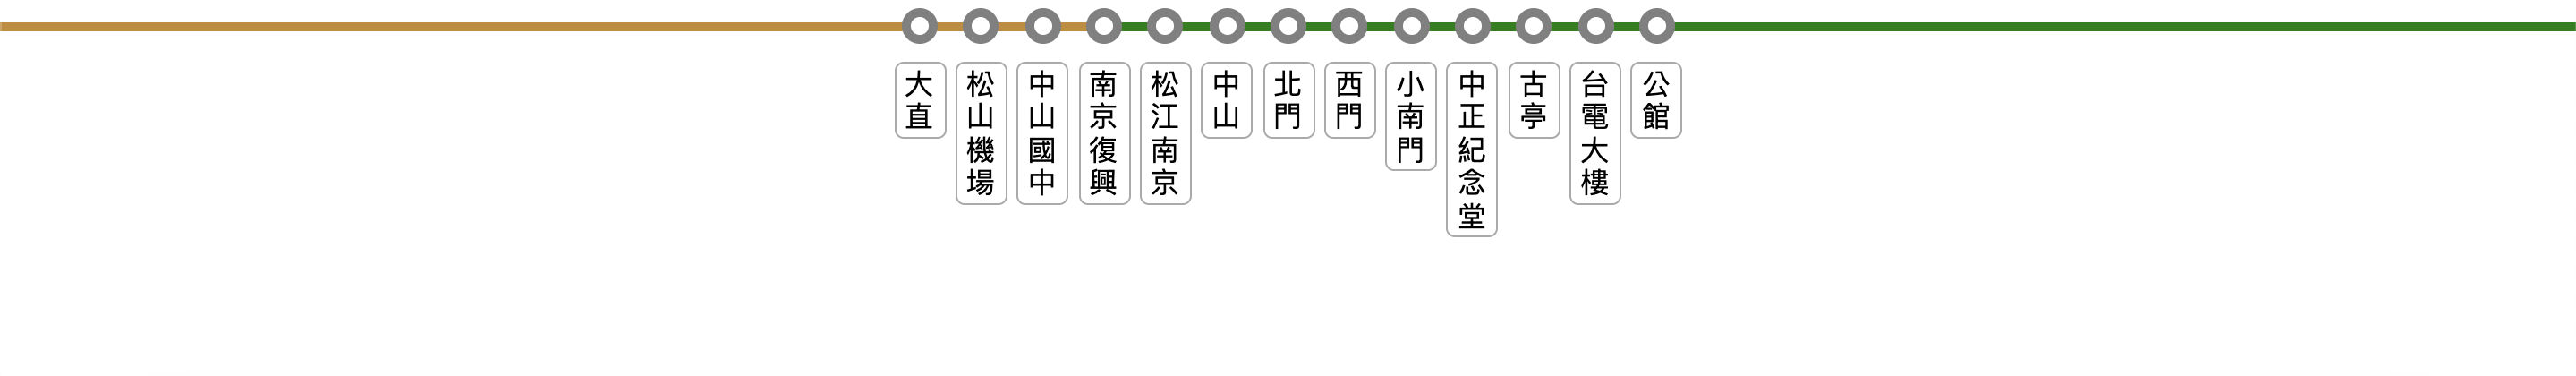 大直
松山機場
中山國中
南京復興
松江南京
中山
北門
西門
小南門
中正紀念堂
古亭
台電大樓
公館